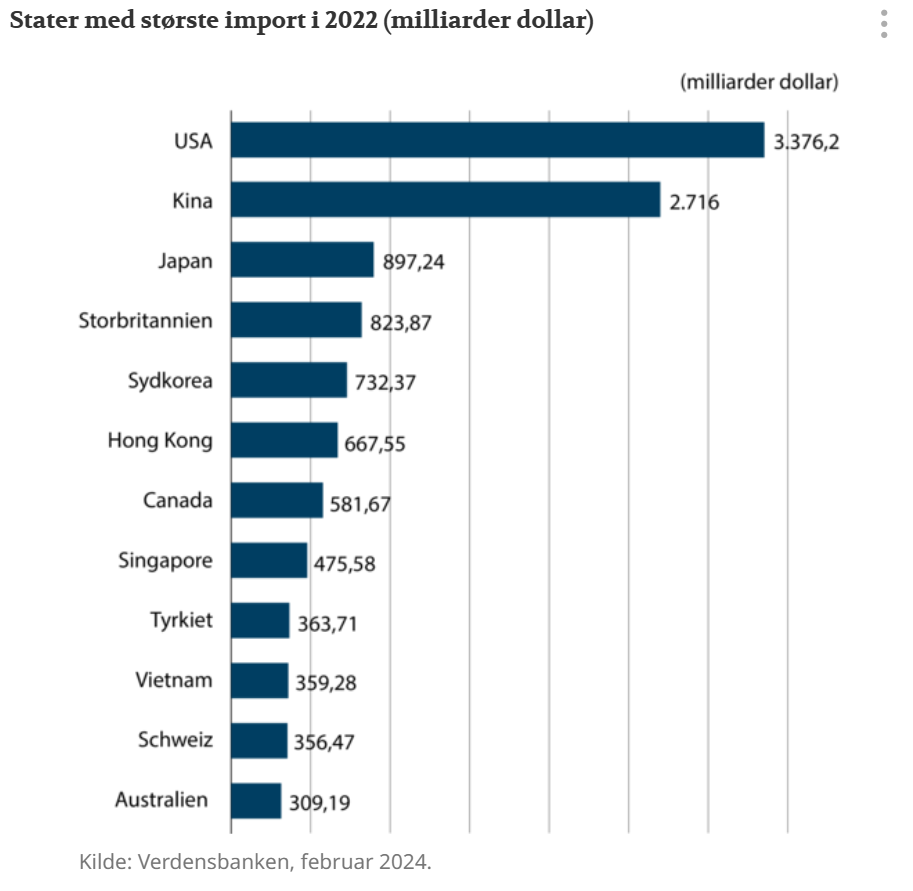 Stater med største import i 2022 (milliarder dollar)
(milliarder dollar)
USA 3.376,2
Kina 2.716
Japan 897,24
Storbritannien 823,87
Sydkorea 732,37
Hong Kong 667,55
Canada 581,67
Singapore 475,58
Tyrkiet 363,71
Vietnam 359,28
Schweiz 356,47
Australien 309,19
Kilde: Verdensbanken, februar 2024.